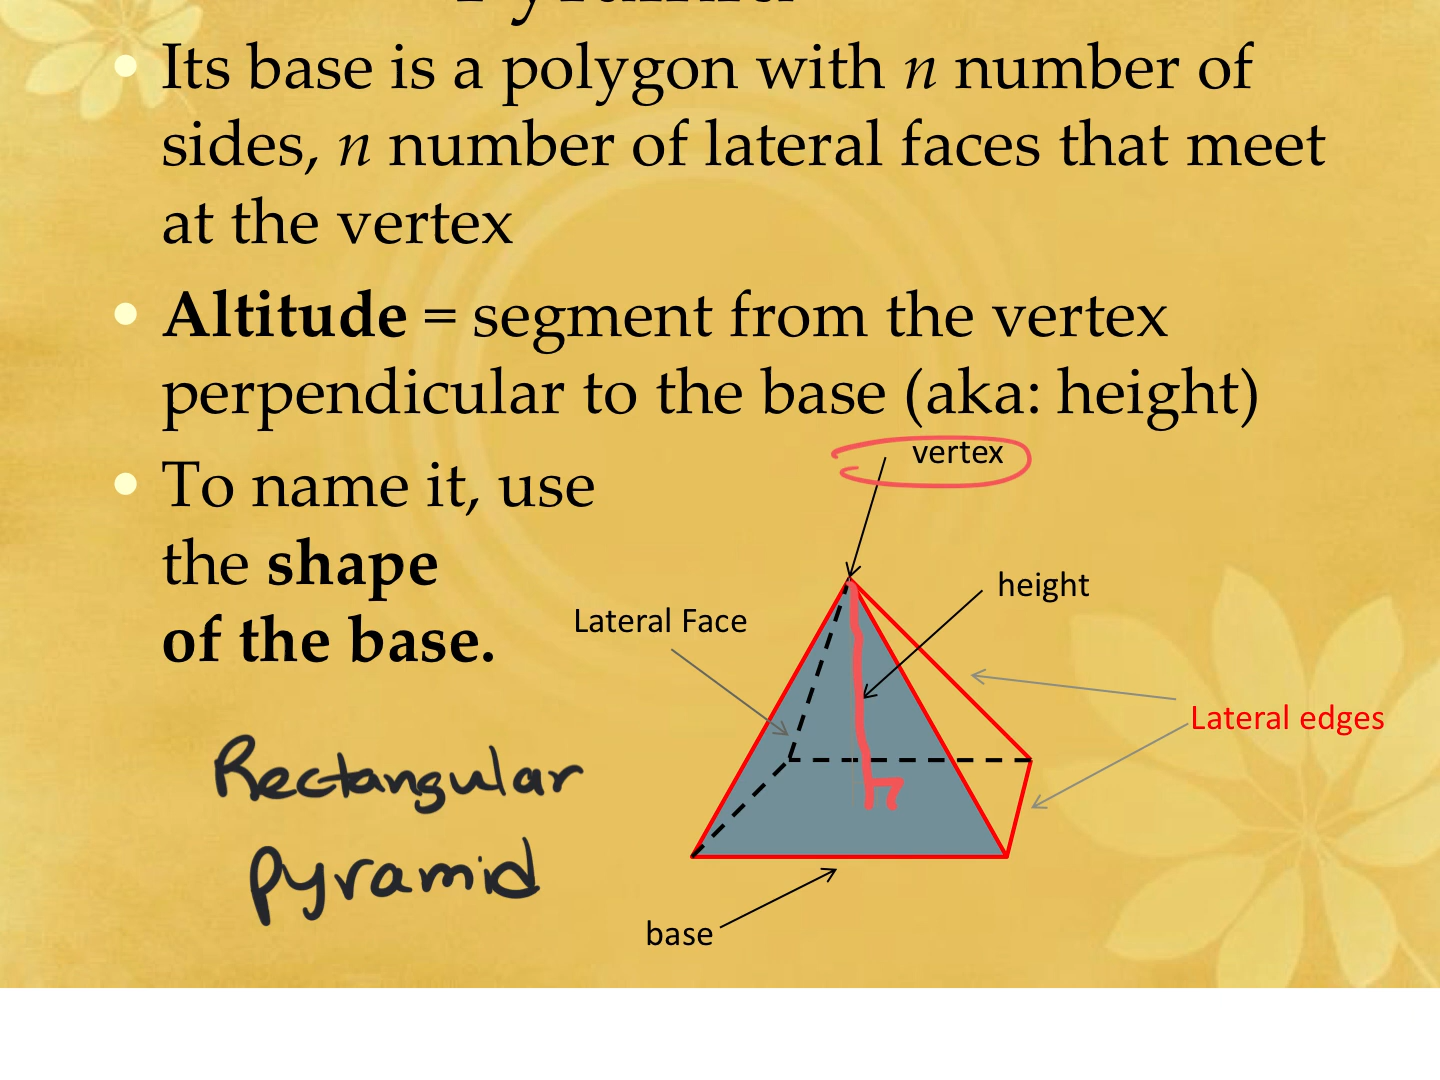 Pyramid
• Its base is a polygon with n number of
sides, n number of lateral faces that meet
at the vertex
• Altitude = segment from the vertex
perpendicular to the base (aka: height)
vertex
• To name it, use
the shape
of the base.
height
Lateral Face
Lateral edges
Rectangular
pyramid
base